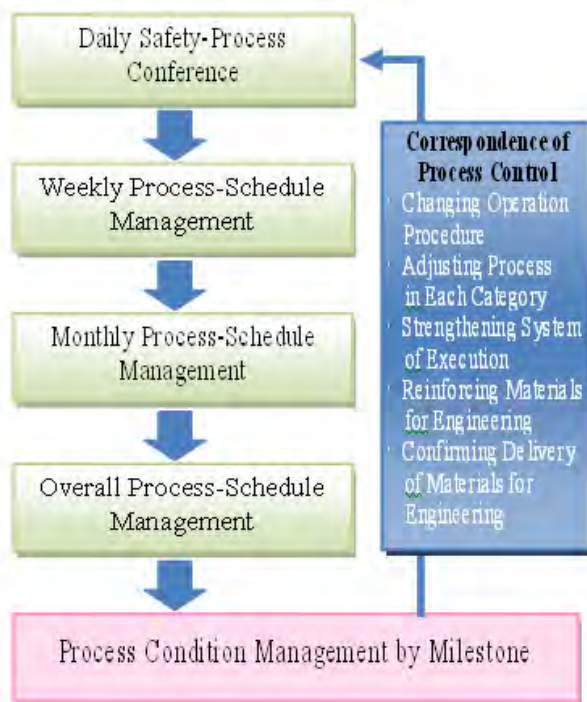 Daily Safety-Process
Conference
Weekly Process-Schedule
Management
Monthly Process-Schedule
Management
Overall Process-Schedule
Management
Process Condition Management by Milestone
Correspondence of
Process Control
· Changing Operation
Procedure
· Adjusting Process
in Each Category
· Strengthening System
of Execution
· Reinforcing Materials
for Engineering
· Confirming Delivery
of Materials for
Engineering